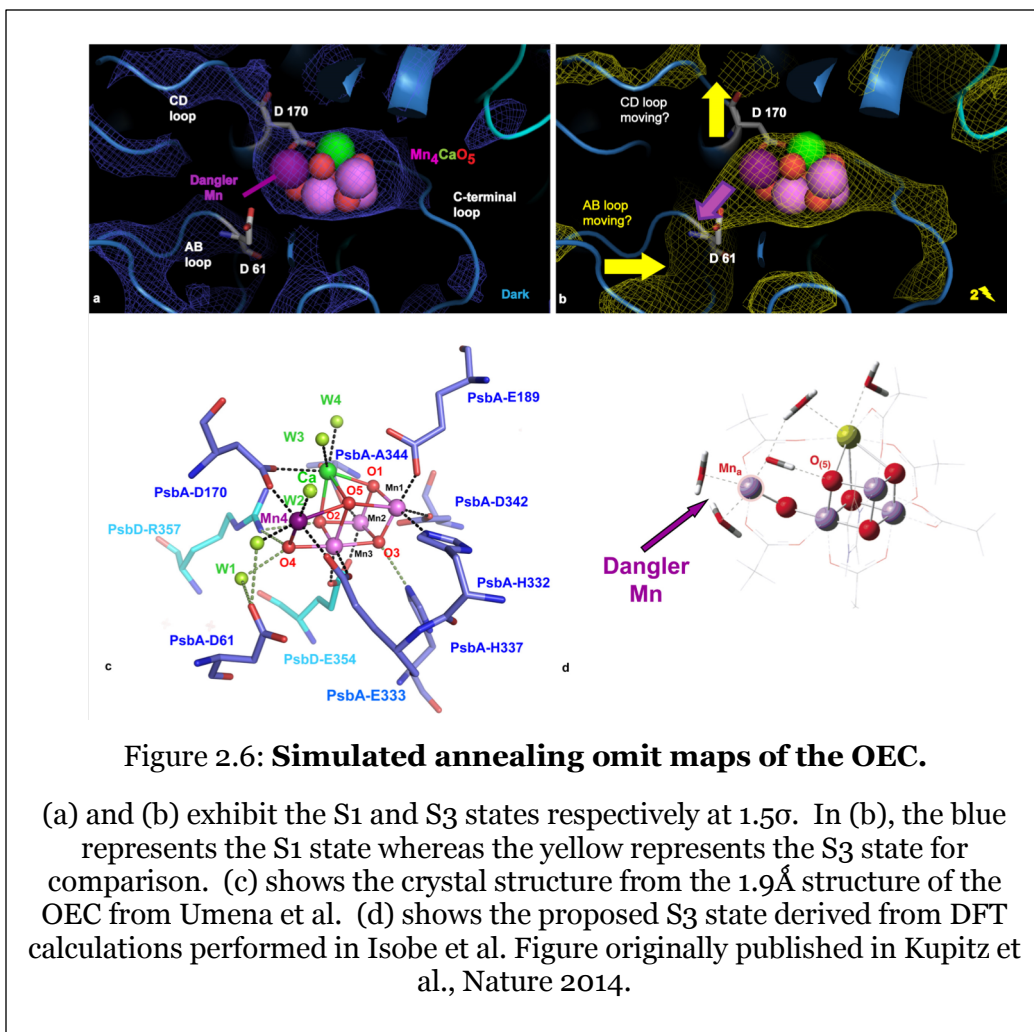 CD
loop
D 170
Mn4CaO5
Dangler
Mn
C-terminal
loop
AB
loop
D 61
a
Dark
CD loop
moving?
D 170
AB loop
moving?
D 61
b
2
PsbA-E189
W4
W3
PsbA-A344
Ca
O1
PsbA-D170
O5
Mn1
W2
PsbA-D342
PsbD-R357
Mn4
O2
Mn2
Mn3
O3
O4
W1
PsbA-H332
PsbA-D61
PsbA-H337
PsbD-E354
c
PsbA-E333
Mna
O(5)
Dangler
Mn
d
Figure 2.6: Simulated annealing omit maps of the OEC.
(a) and (b) exhibit the S1 and S3 states respectively at 1.5σ. In (b), the blue
represents the S1 state whereas the yellow represents the S3 state for
comparison. (c) shows the crystal structure from the 1.9Ǻ structure of the
OEC from Umena et al. (d) shows the proposed S3 state derived from DFT
calculations performed in Isobe et al. Figure originally published in Kupitz et
al., Nature 2014.